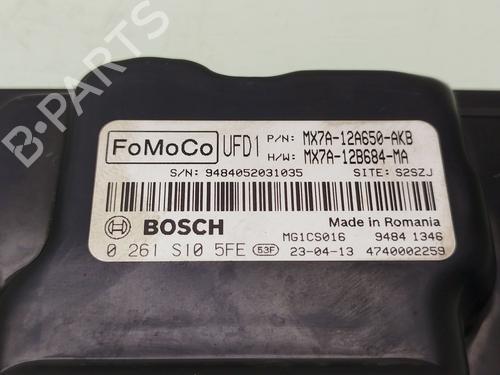 FoMoCo UFD1 P/N: MX7A-12A650-AKB
H/W: MX7A-12B684-MA
S/N: 9484052031035 SITE: S2SZJ
BOSCH Made in Romania
MG1CS016 9484 1346
0 261 S10 5FE 53F 23-04-13 4740002259
B-PARTS